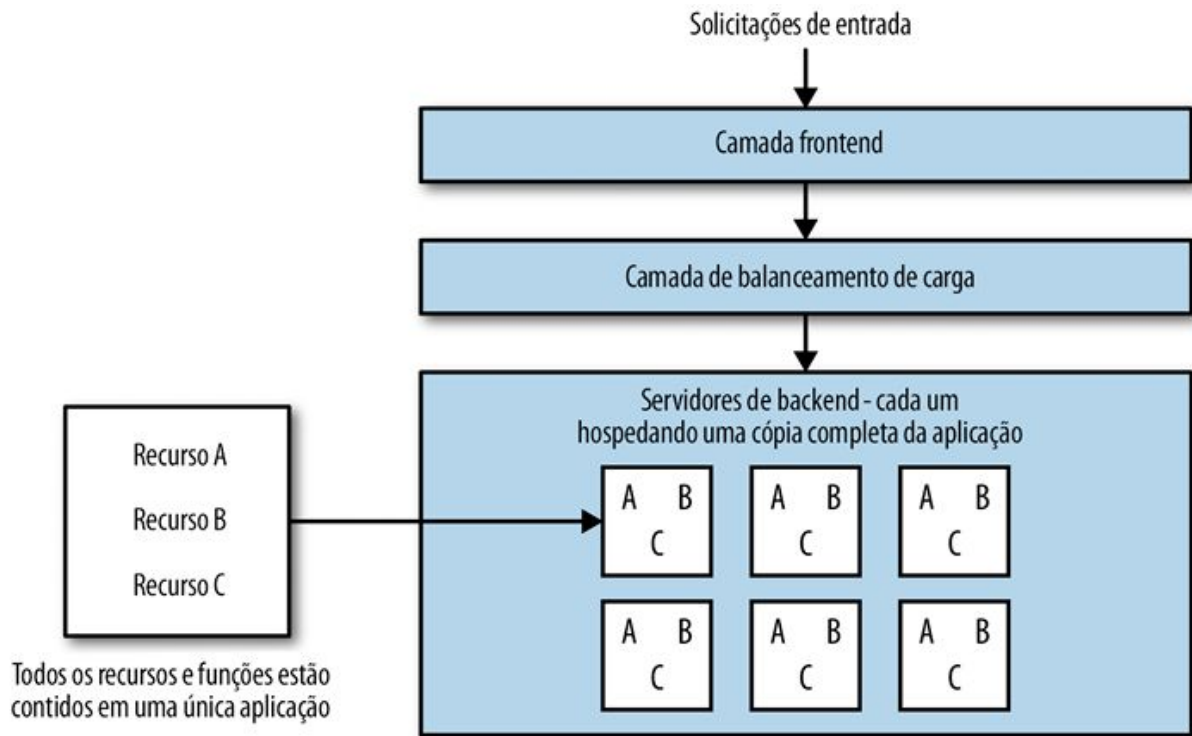 Solicitações de entrada
Camada frontend
Camada de balanceamento de carga
Servidores de backend - cada um
hospedando uma cópia completa da aplicação
Recurso A
Recurso B
Recurso C
Todos os recursos e funções estão
contidos em uma única aplicação
A B
C
A B
C
A B
C
A B
C
A B
C
A B
C